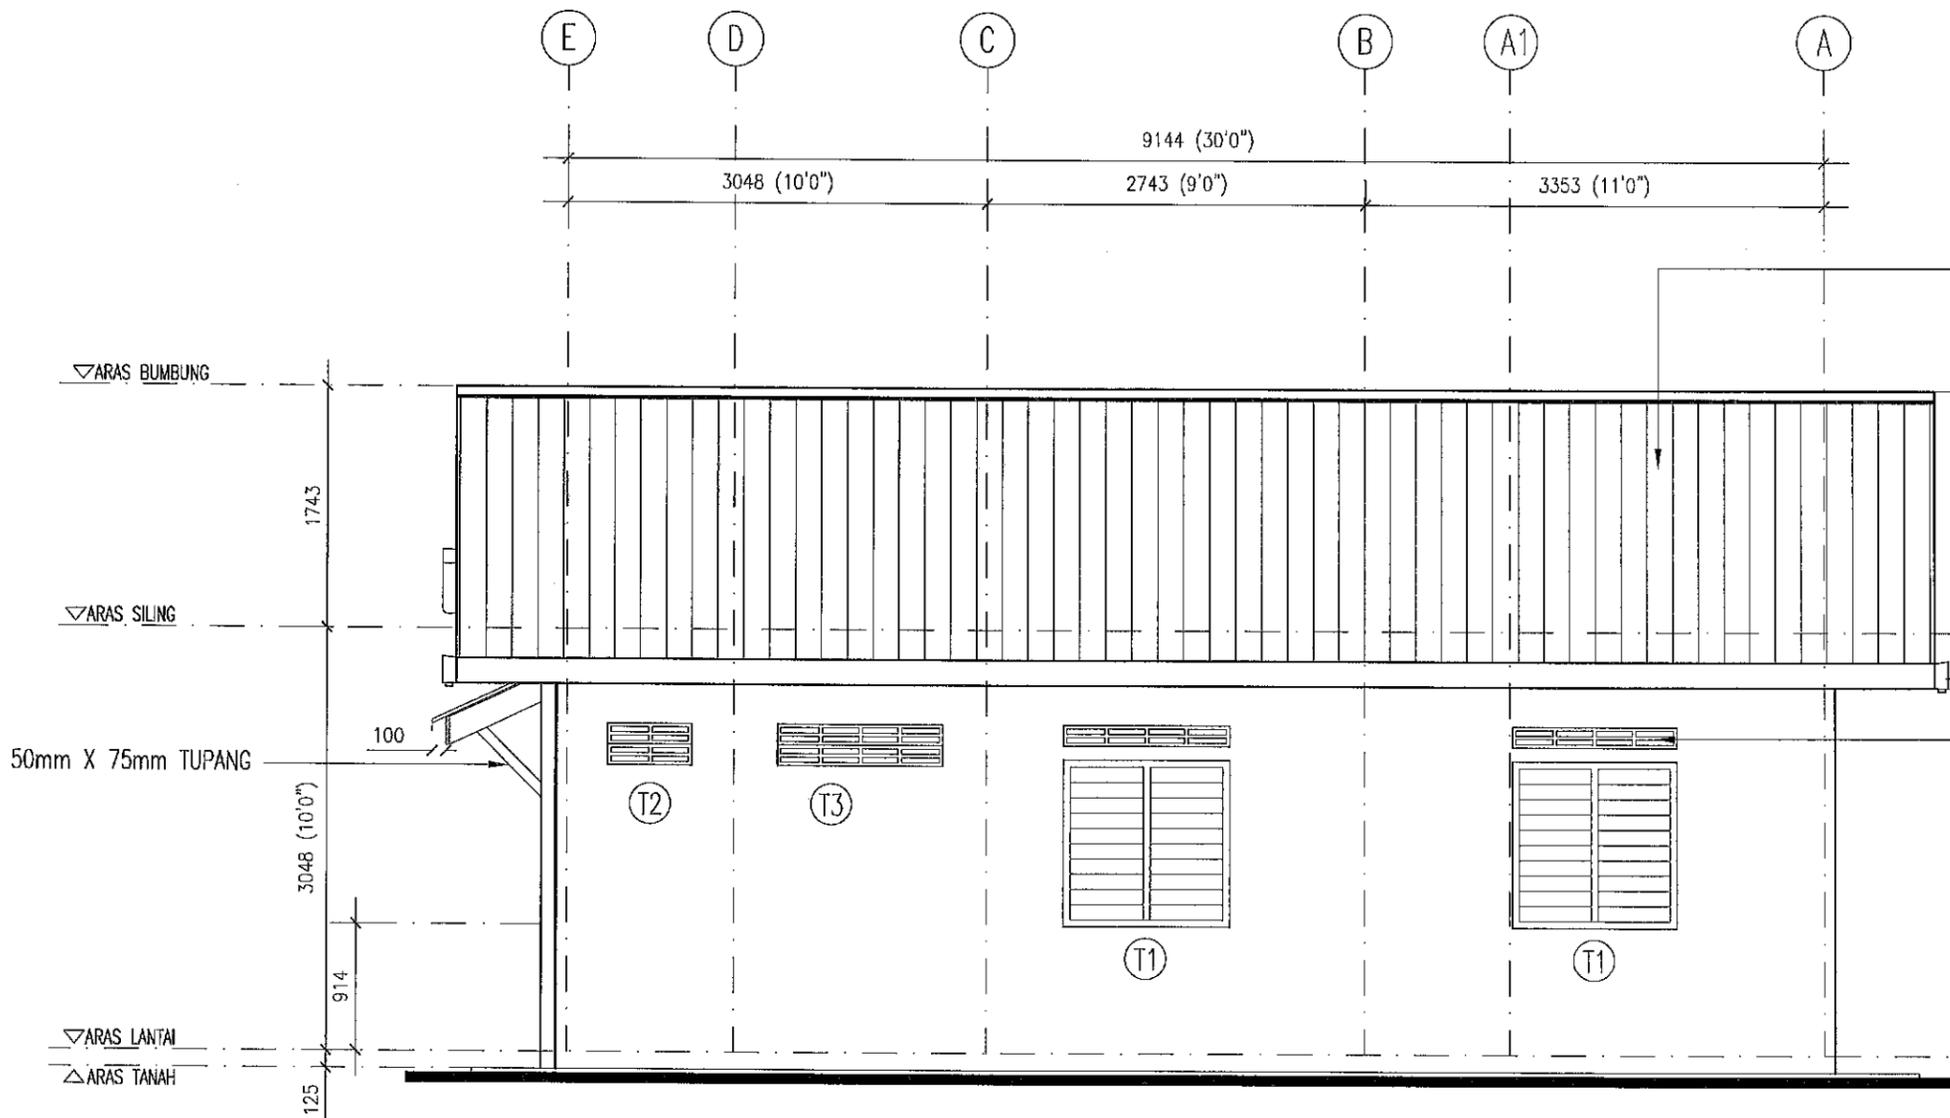 E
D
C
B
A1
A
9144 (30'0")
3048 (10'0")
2743 (9'0")
3353 (11'0")
ARAS BUMBUNG
1743
ARAS SILING
100
50mm X 75mm TUPANG
T2
T3
3048 (10'0")
T1
T1
914
ARAS LANTAI
ARAS TANAH
125